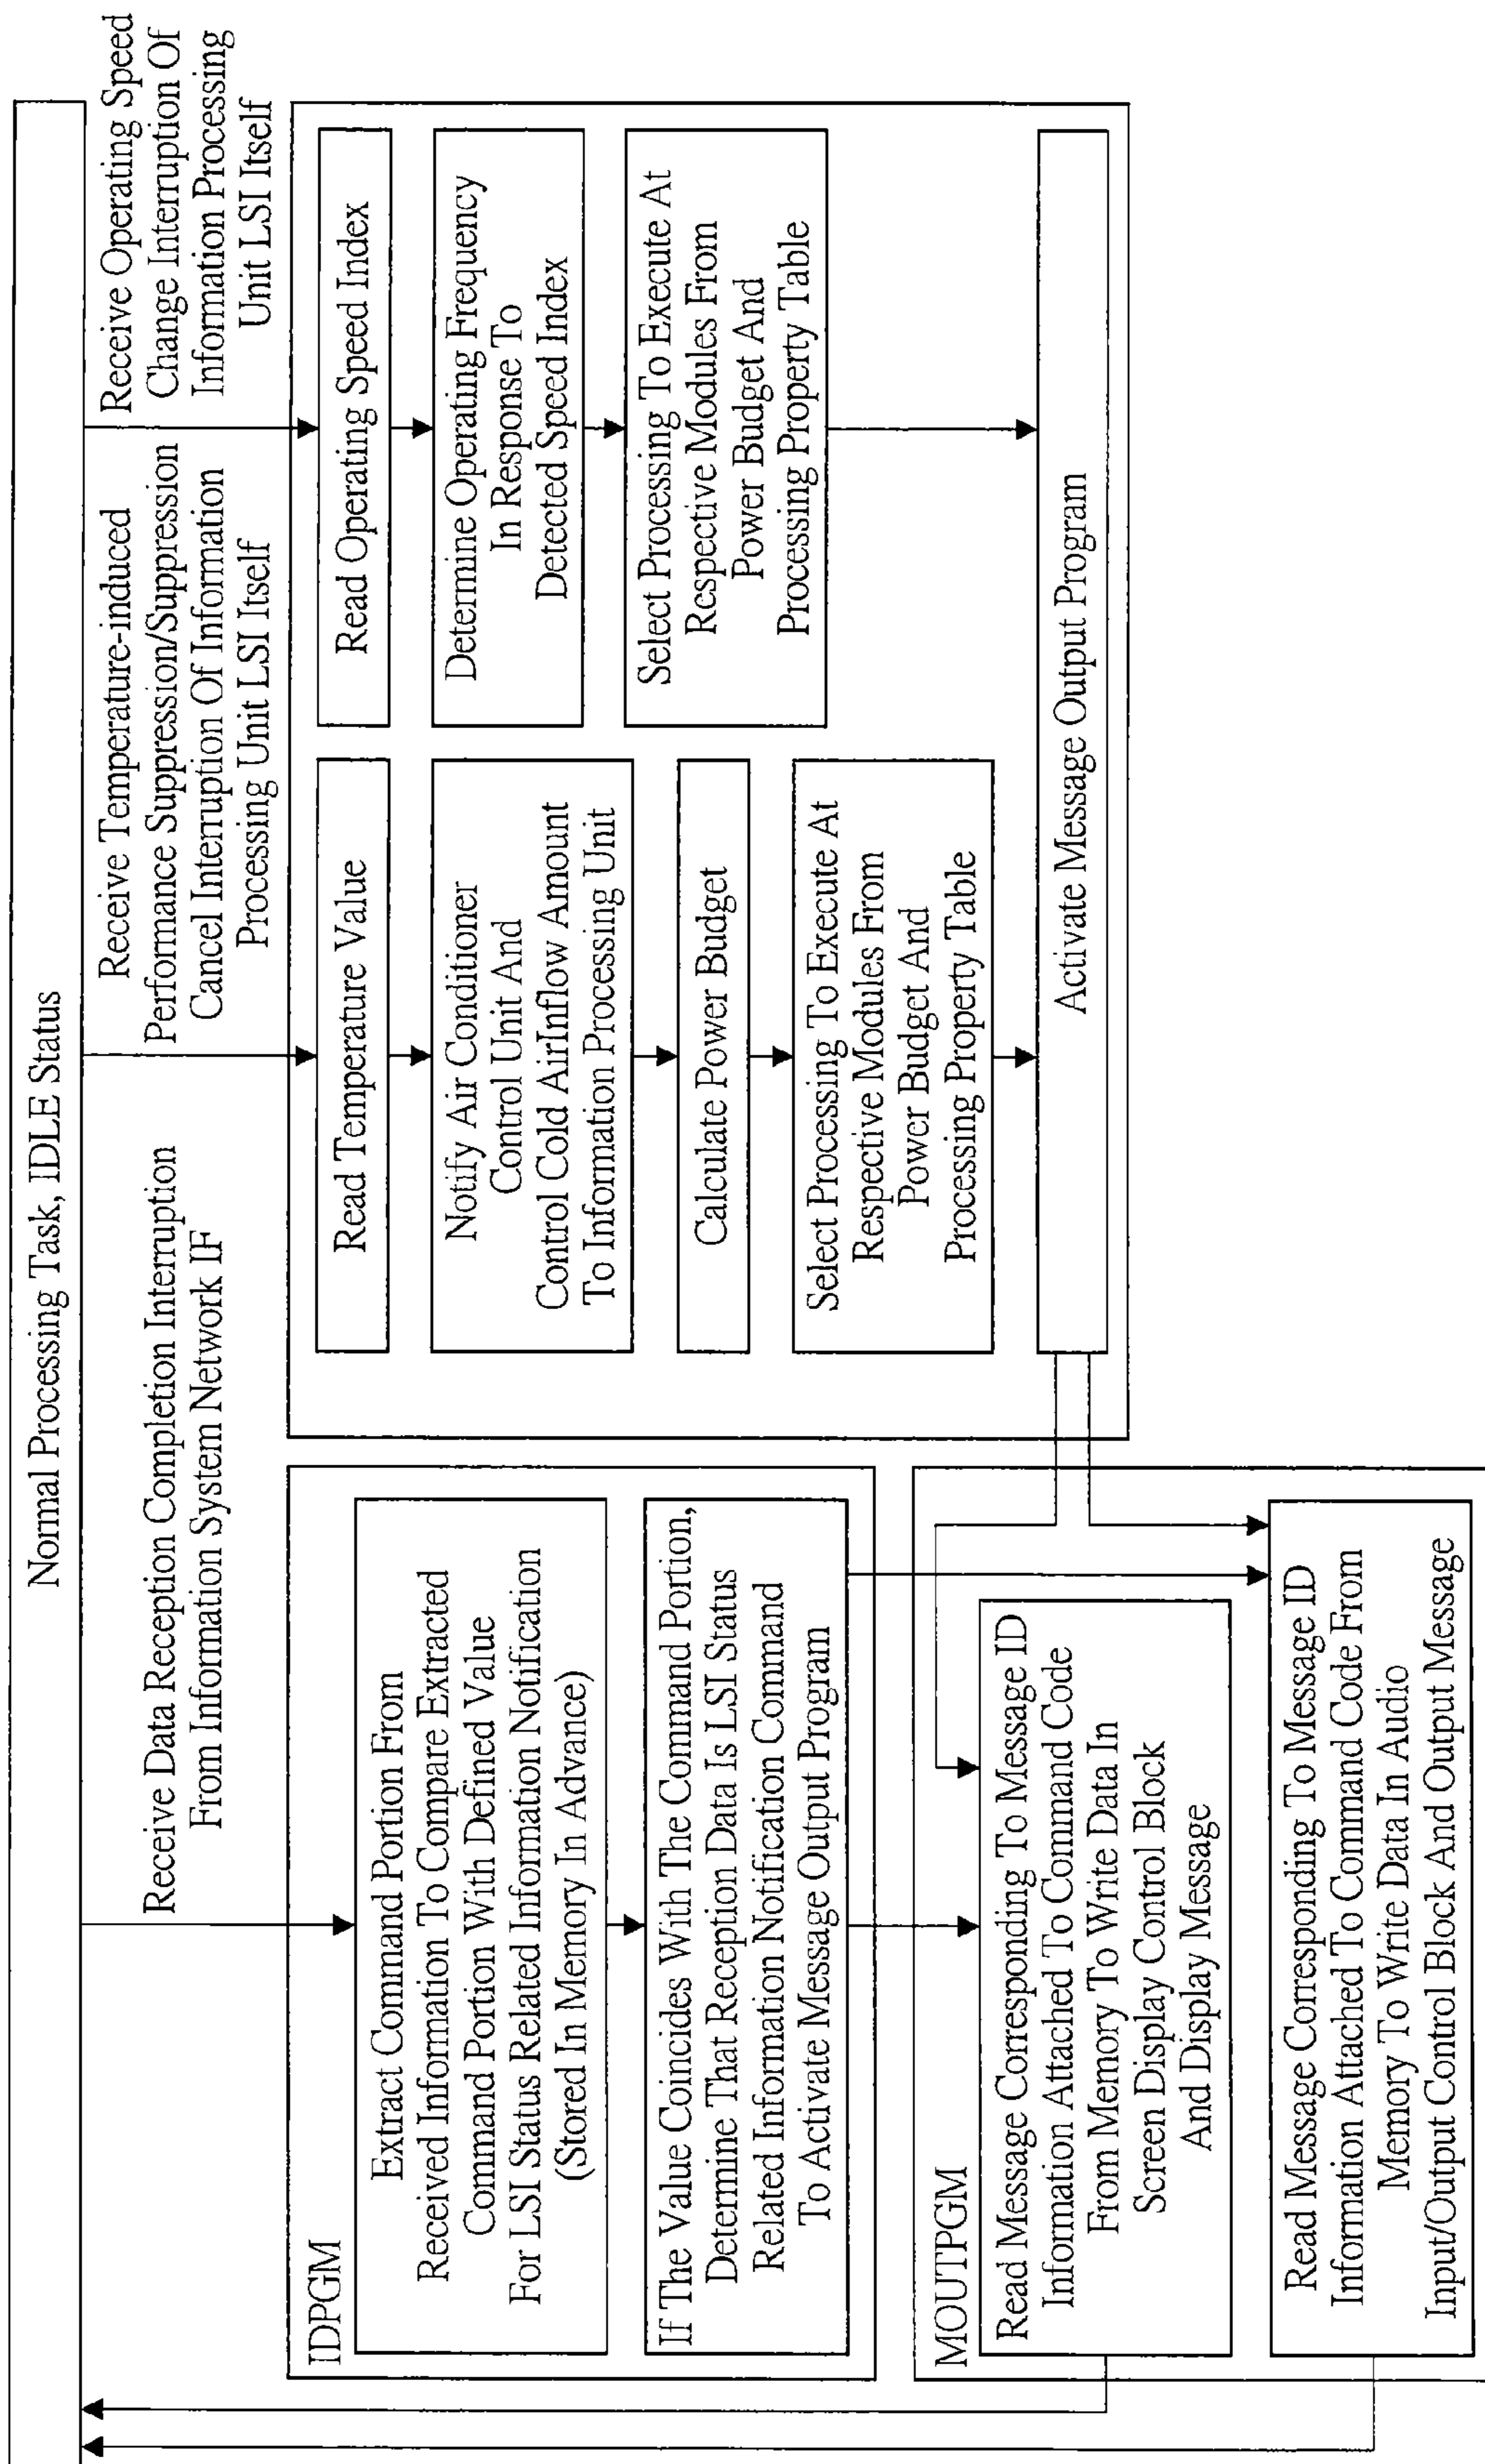 Normal Processing Task, IDLE Status
Receive Data Reception Completion Interruption
From Information System Network IF
Receive Temperature-induced
Performance Suppression/Suppression
Cancel Interruption Of Information
Processing Unit LSI Itself
Receive Operating Speed
Change Interruption Of
Information Processing
Unit LSI Itself
IDPGM
Extract Command Portion From
Received Information To Compare Extracted
Command Portion With Defined Value
For LSI Status Related Information Notification
(Stored In Memory In Advance)
If The Value Coincides With The Command Portion,
Determine That Reception Data Is LSI Status
Related Information Notification Command
To Activate Message Output Program
MOUTPGM
Read Message Corresponding To Message ID
Information Attached To Command Code
From Memory To Write Data In
Screen Display Control Block
And Display Message
Read Message Corresponding To Message ID
Information Attached To Command Code From
Memory To Write Data In Audio
Input/Output Control Block And Output Message
Read Temperature Value
Notify Air Conditioner
Control Unit And
Control Cold AirInflow Amount
To Information Processing Unit
Calculate Power Budget
Select Processing To Execute At
Respective Modules From
Power Budget And
Processing Property Table
Read Operating Speed Index
Determine Operating Frequency
In Response To
Detected Speed Index
Select Processing To Execute At
Respective Modules From
Power Budget And
Processing Property Table
Activate Message Output Program